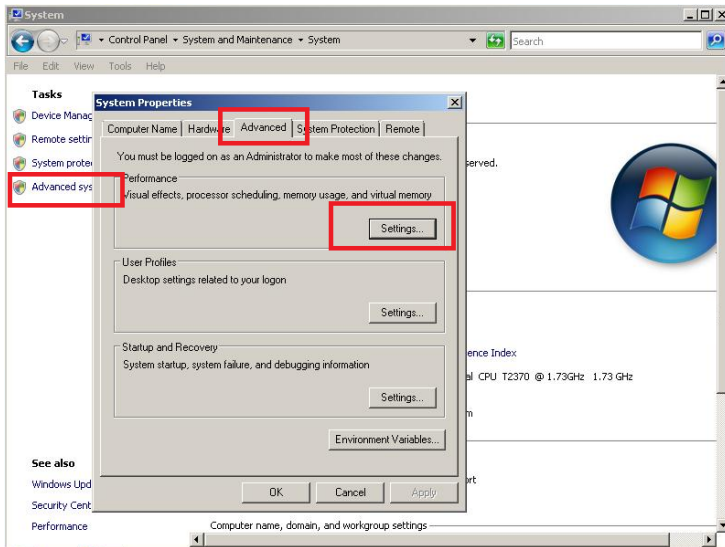 System
Control Panel ▾ System and Maintenance ▾ System
Search
File Edit View Tools Help
Tasks
Device Manag
Remote settin
System prote
Advanced sys
System Properties
Computer Name Hardware Advanced System Protection Remote
You must be logged on as an Administrator to make most of these changes.
Performance
Visual effects, processor scheduling, memory usage, and virtual memory
Settings...
User Profiles
Desktop settings related to your logon
Settings...
Startup and Recovery
System startup, system failure, and debugging information
Settings...
Environment Variables...
OK Cancel Apply
erved.
ence Index
al CPU T2370 @ 1.73GHz 1.73 GHz
m
ort
See also
Windows Upd
Security Cent
Performance
Computer name, domain, and workgroup settings